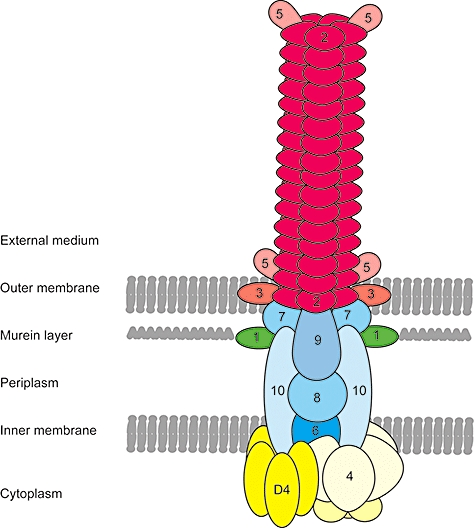 5 5
2
External medium
5 5
Outer membrane
3 2 3
7 7
Murein layer
1 9 1
Periplasm
10 8 10
Inner membrane
6
D4 4
Cytoplasm